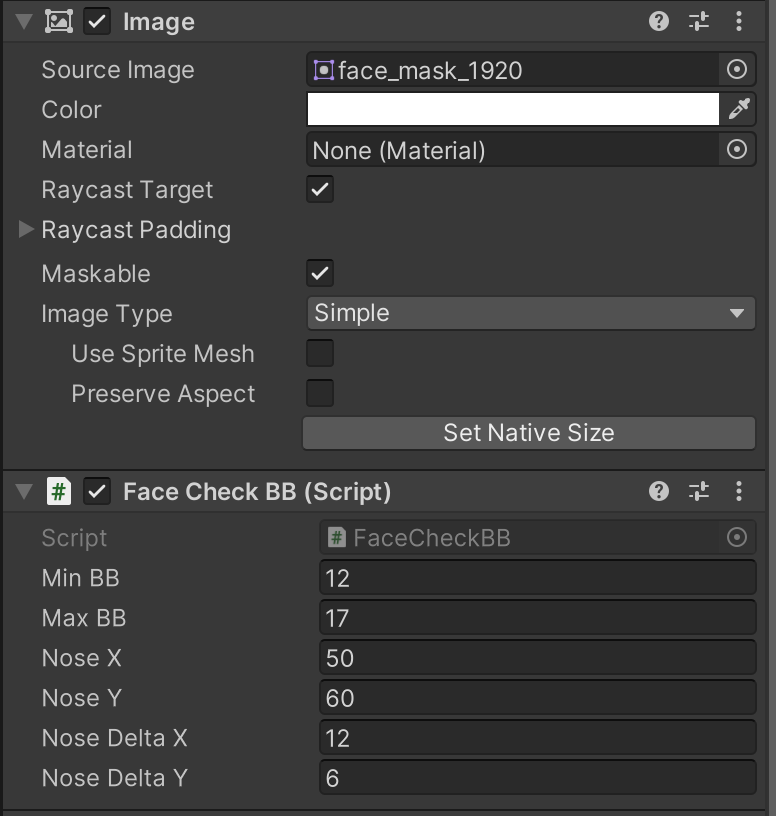 Image
Source Image face_mask_1920
Color
Material None (Material)
Raycast Target
Raycast Padding
Maskable
Image Type Simple
Use Sprite Mesh
Preserve Aspect
Set Native Size
# Face Check BB (Script)
Script # FaceCheckBB
Min BB 12
Max BB 17
Nose X 50
Nose Y 60
Nose Delta X 12
Nose Delta Y 6